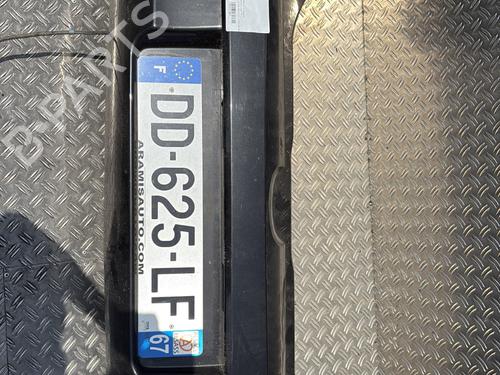 F
DD-625-LF
67
ARAMISAUTO.COM
B-PARTS